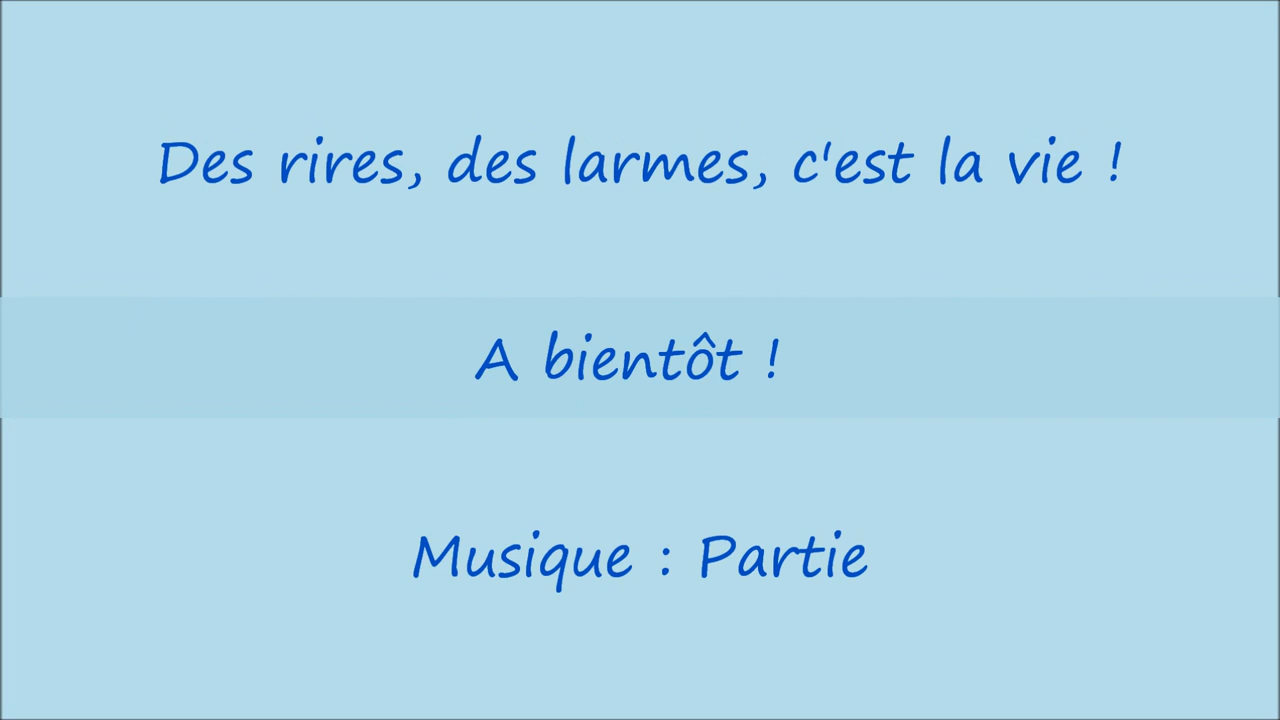 Des rires, des larmes, c'est la vie !
A bientôt !
Musique : Partie